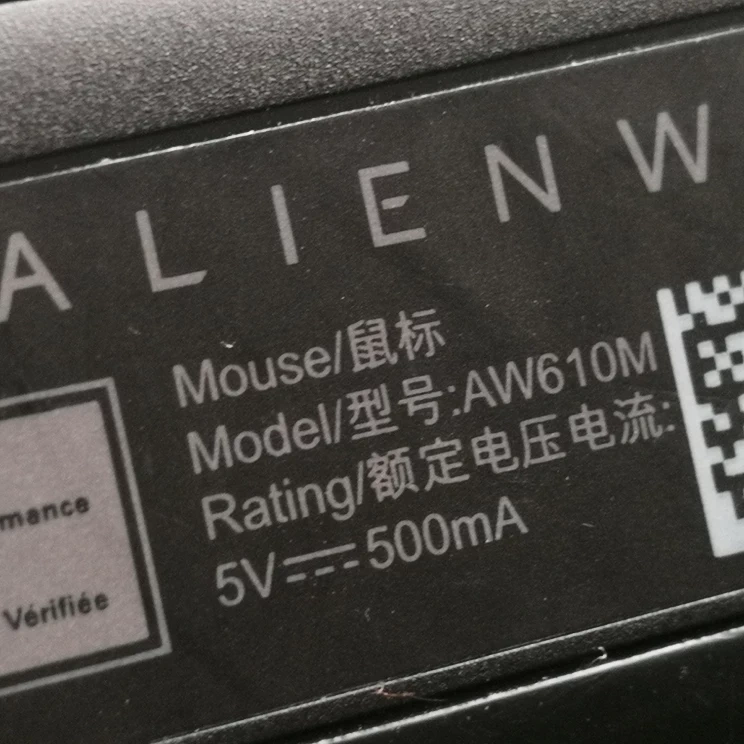 ALIENW
Mouse/鼠标
Model/型号:AW610M
Rating/额定电压电流:
5V⎓500mA
mance
Vérifiée